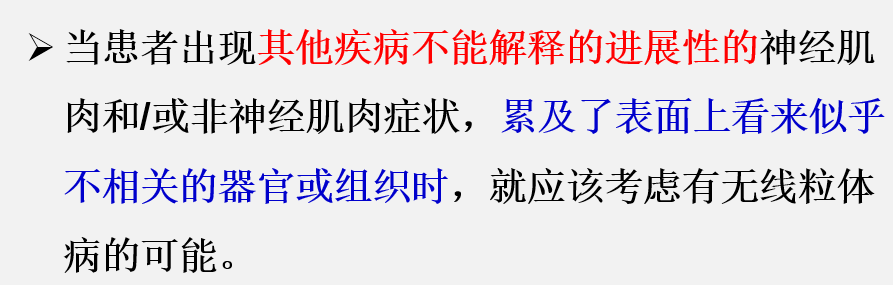 ➢ 当患者出现其他疾病不能解释的进展性的神经肌
肉和/或非神经肌肉症状，累及了表面上看来似乎
不相关的器官或组织时，就应该考虑有无线粒体
病的可能。